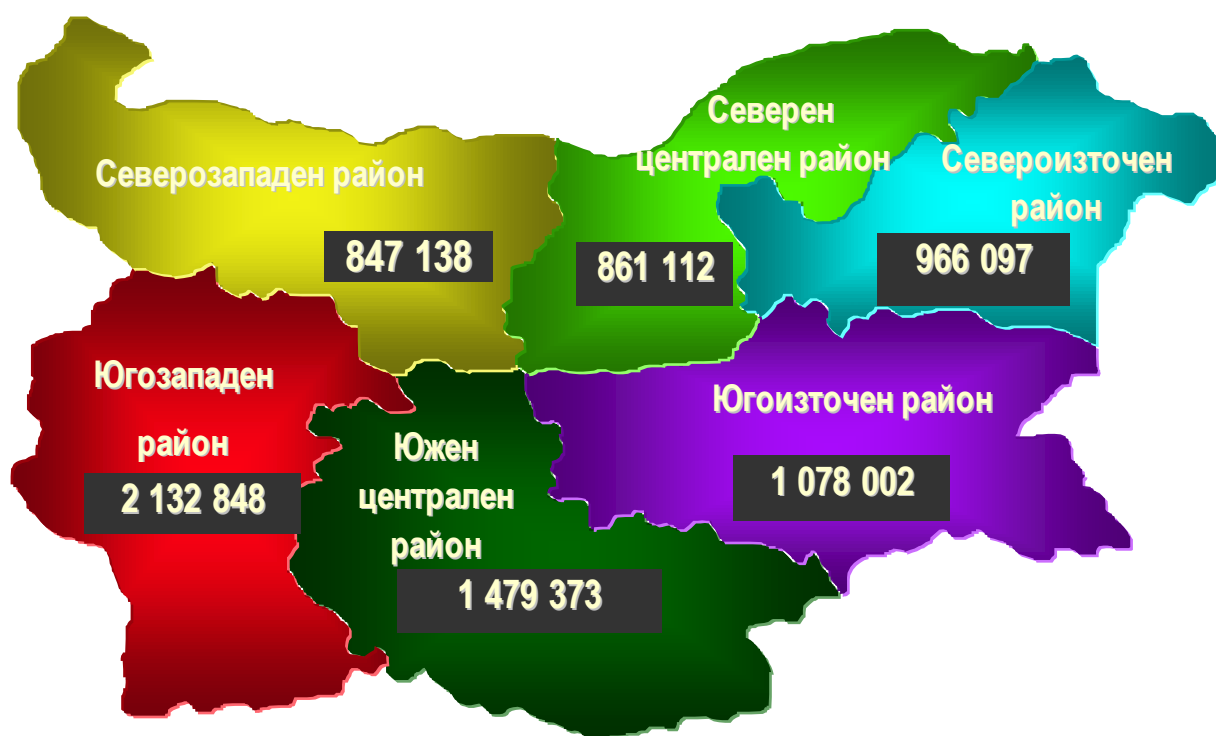 Северозападен район
847 138
Северен
централен район
861 112
Североизточен
район
966 097
Югозападен
район
2 132 848
Южен
централен
район
1 479 373
Югоизточен район
1 078 002